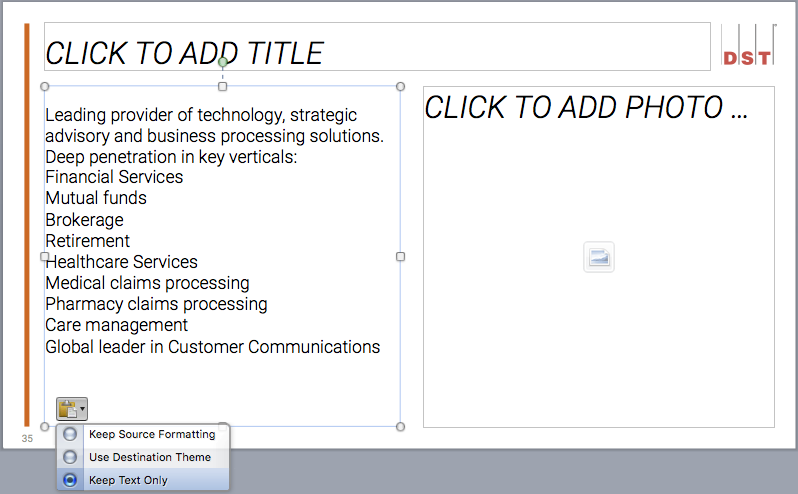 CLICK TO ADD TITLE
DST
Leading provider of technology, strategic
advisory and business processing solutions.
Deep penetration in key verticals:
Financial Services
Mutual funds
Brokerage
Retirement
Healthcare Services
Medical claims processing
Pharmacy claims processing
Care management
Global leader in Customer Communications
CLICK TO ADD PHOTO ...
35
Keep Source Formatting
Use Destination Theme
Keep Text Only